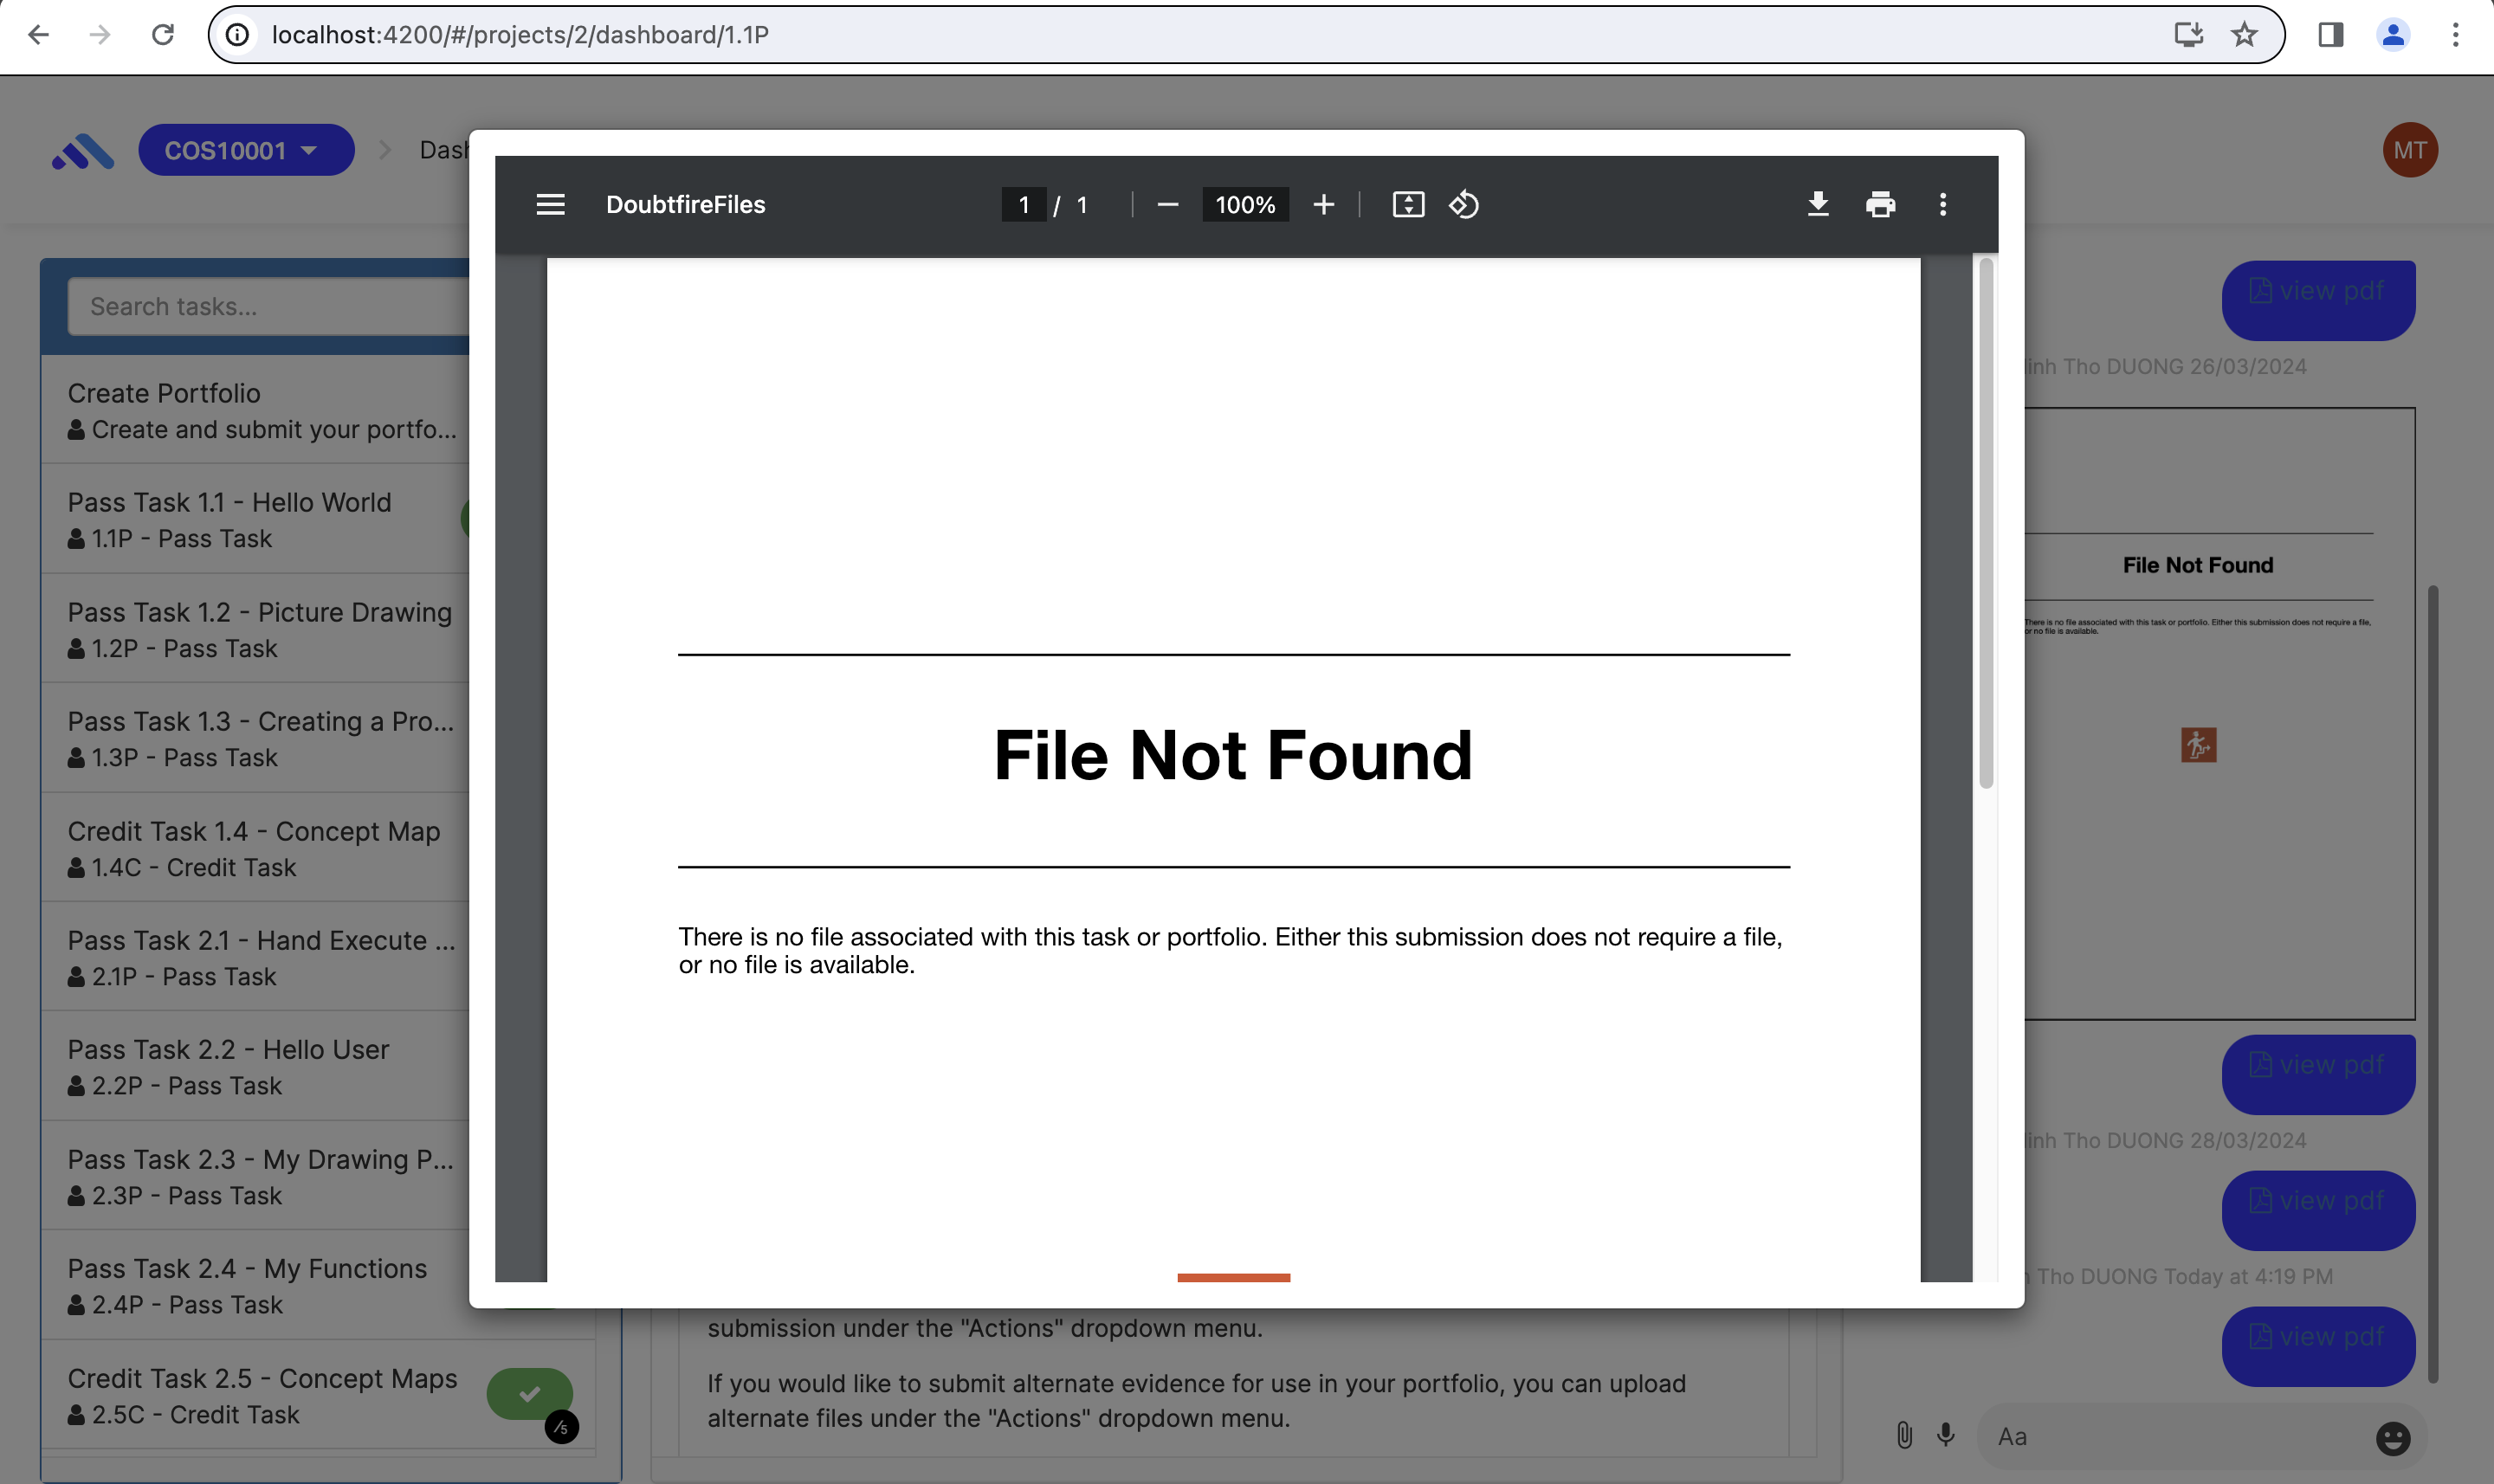 localhost:4200/#/projects/2/dashboard/1.1P
COS10001
Dash
MT
DoubtfireFiles
1 / 1
100%
Search tasks...
Create Portfolio
Create and submit your portfo...
Pass Task 1.1 - Hello World
1.1P - Pass Task
Pass Task 1.2 - Picture Drawing
1.2P - Pass Task
Pass Task 1.3 - Creating a Pro...
1.3P - Pass Task
Credit Task 1.4 - Concept Map
1.4C - Credit Task
Pass Task 2.1 - Hand Execute ...
2.1P - Pass Task
Pass Task 2.2 - Hello User
2.2P - Pass Task
Pass Task 2.3 - My Drawing P...
2.3P - Pass Task
Pass Task 2.4 - My Functions
2.4P - Pass Task
Credit Task 2.5 - Concept Maps
2.5C - Credit Task
/5
File Not Found
There is no file associated with this task or portfolio. Either this submission does not require a file,
or no file is available.
submission under the "Actions" dropdown menu.
If you would like to submit alternate evidence for use in your portfolio, you can upload
alternate files under the "Actions" dropdown menu.
view pdf
inh Tho DUONG 26/03/2024
File Not Found
There is no file associated with this task or portfolio. Either this submission does not require a file,
or no file is available.
view pdf
inh Tho DUONG 28/03/2024
view pdf
Tho DUONG Today at 4:19 PM
view pdf
Aa